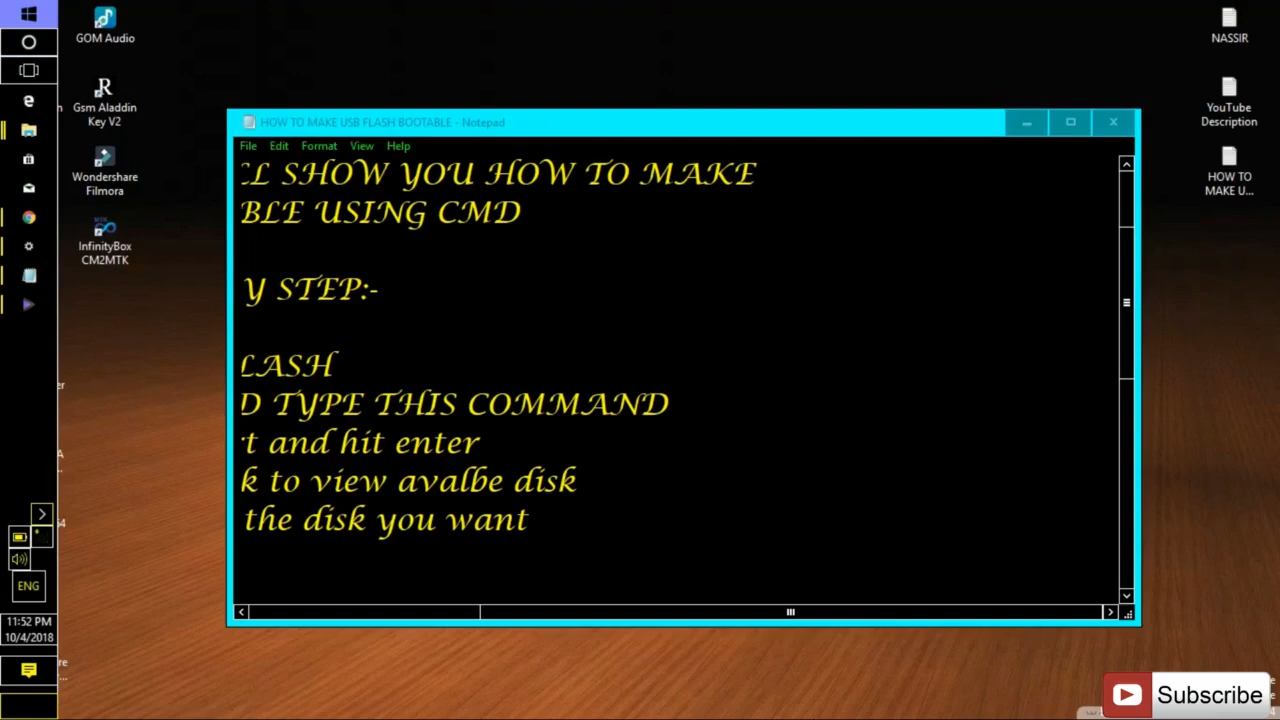 GOM Audio
Gsm Aladdin
Key V2
Wondershare
Filmora
InfinityBox
CM2MTK
HOW TO MAKE USB FLASH BOOTABLE - Notepad
File Edit Format View Help
LL SHOW YOU HOW TO MAKE
BLE USING CMD
Y STEP:-
LASH
D TYPE THIS COMMAND
t and hit enter
k to view avalbe disk
the disk you want
NASSIR
YouTube
Description
HOW TO
MAKE U...
ENG
11:52 PM
10/4/2018
Subscribe